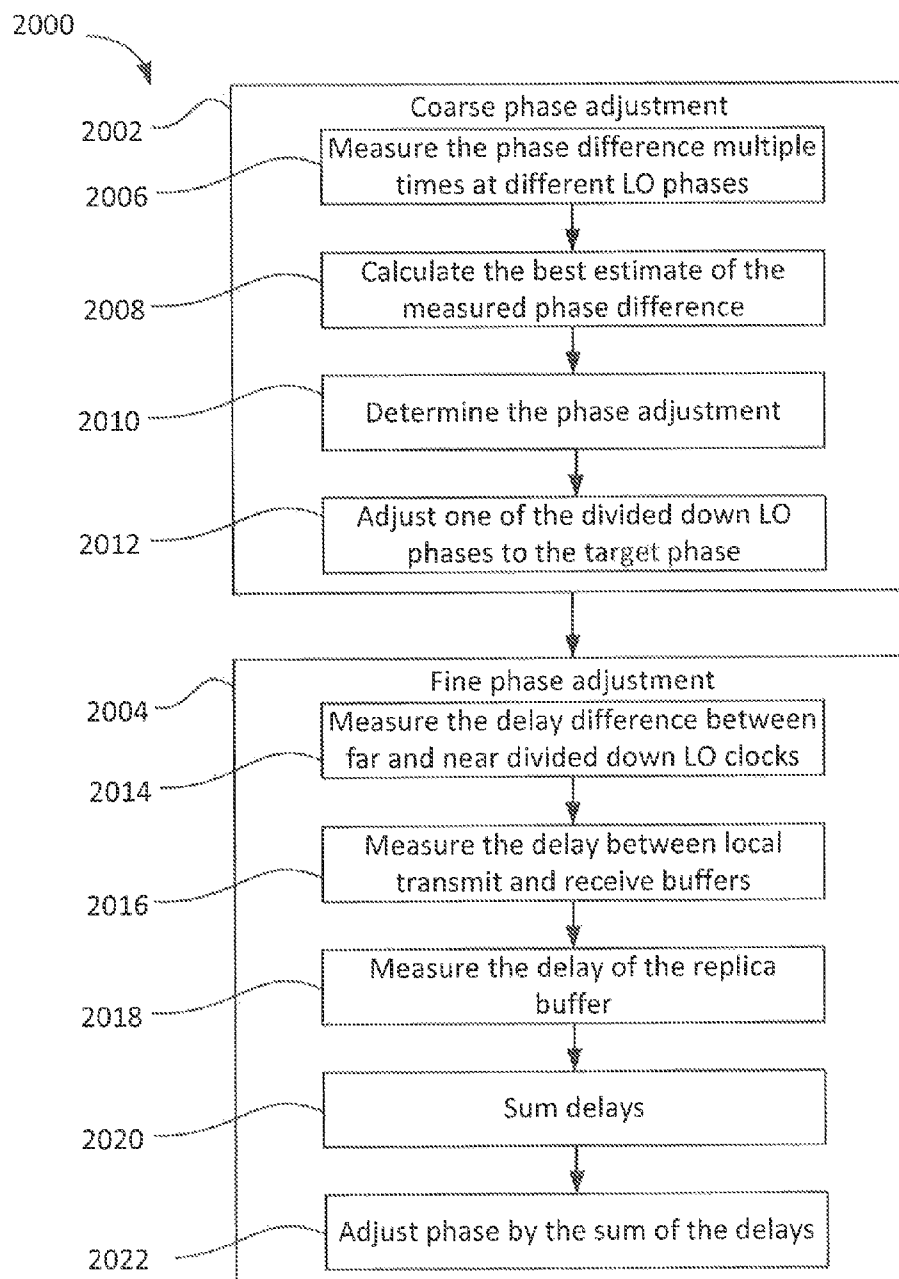 2000
2002
Coarse phase adjustment
2006
Measure the phase difference multiple
times at different LO phases
2008
Calculate the best estimate of the
measured phase difference
2010
Determine the phase adjustment
2012
Adjust one of the divided down LO
phases to the target phase
2004
Fine phase adjustment
2014
Measure the delay difference between
far and near divided down LO clocks
2016
Measure the delay between local
transmit and receive buffers
2018
Measure the delay of the replica
buffer
2020
Sum delays
2022
Adjust phase by the sum of the delays